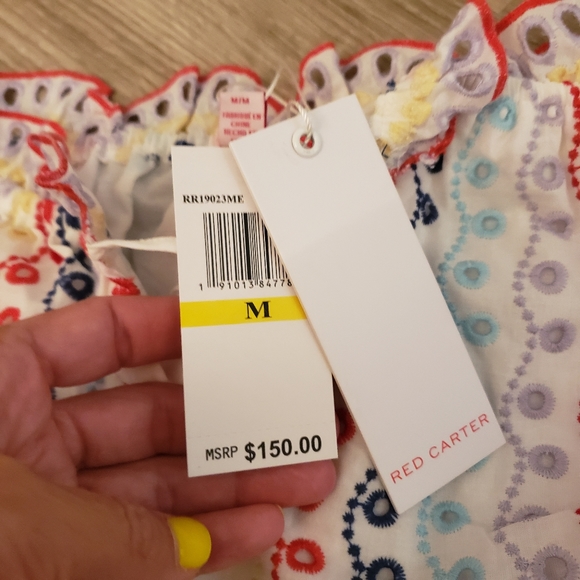 M/M
RR19023ME
1 91013 84778
M
MSRP $150.00
RED CARTER